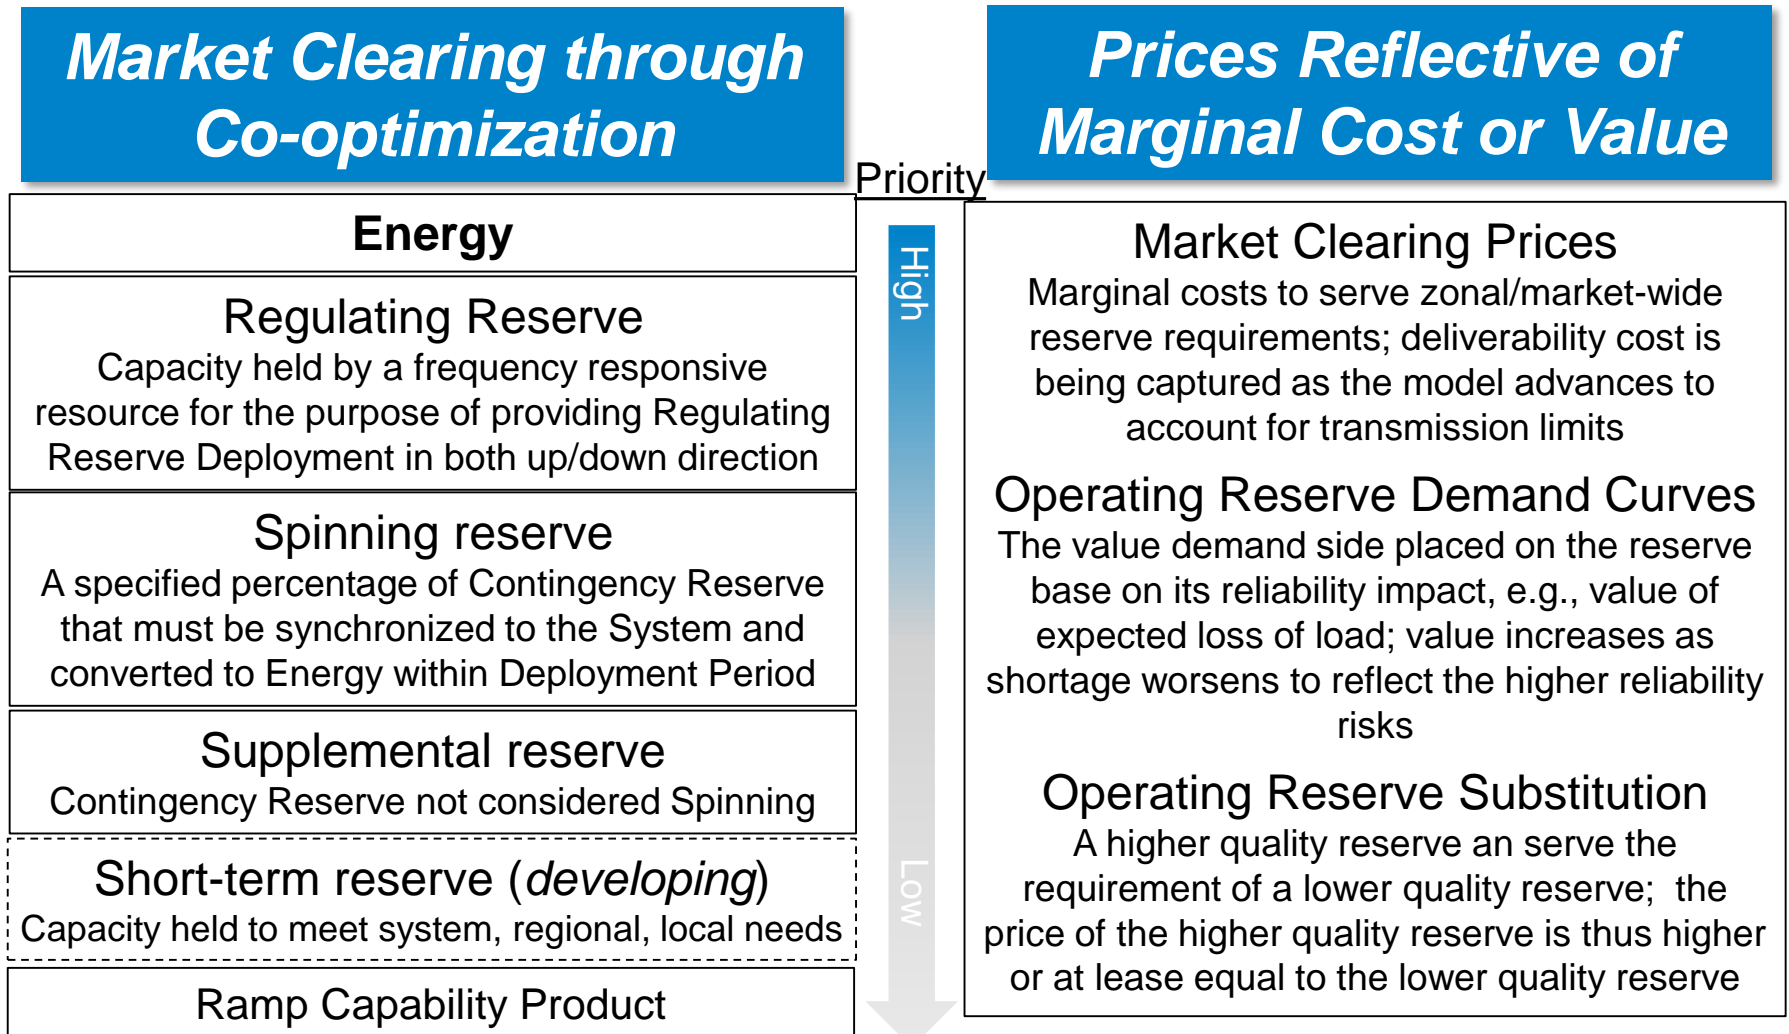 Market Clearing through
Co-optimization
Energy
Regulating Reserve
Capacity held by a frequency responsive
resource for the purpose of providing Regulating
Reserve Deployment in both up/down direction
Spinning reserve
A specified percentage of Contingency Reserve
that must be synchronized to the System and
converted to Energy within Deployment Period
Supplemental reserve
Contingency Reserve not considered Spinning
Short-term reserve (developing)
Capacity held to meet system, regional, local needs
Ramp Capability Product
Priority
High
Low
Prices Reflective of
Marginal Cost or Value
Market Clearing Prices
Marginal costs to serve zonal/market-wide
reserve requirements; deliverability cost is
being captured as the model advances to
account for transmission limits
Operating Reserve Demand Curves
The value demand side placed on the reserve
base on its reliability impact, e.g., value of
expected loss of load; value increases as
shortage worsens to reflect the higher reliability
risks
Operating Reserve Substitution
A higher quality reserve an serve the
requirement of a lower quality reserve;  the
price of the higher quality reserve is thus higher
or at lease equal to the lower quality reserve